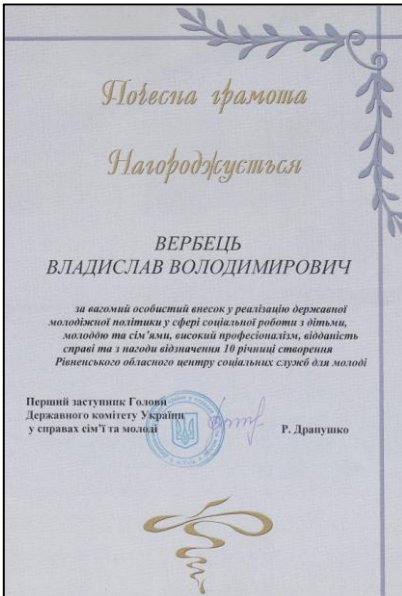 Почесна грамота
Нагороджується
ВЕРБЕЦЬ
ВЛАДИСЛАВ ВОЛОДИМИРОВИЧ
за вагомий особистий внесок у реалізацію державної
молодіжної політики у сфері соціальної роботи з дітьми,
молоддю та сім'ями, високий професіоналізм, відданість
справі та з нагоди відзначення 10 річниці створення
Рівненського обласного центру соціальних служб для молоді
Перший заступник Голови
Державного комітету України
у справах сім'ї та молоді
Р. Драпушко